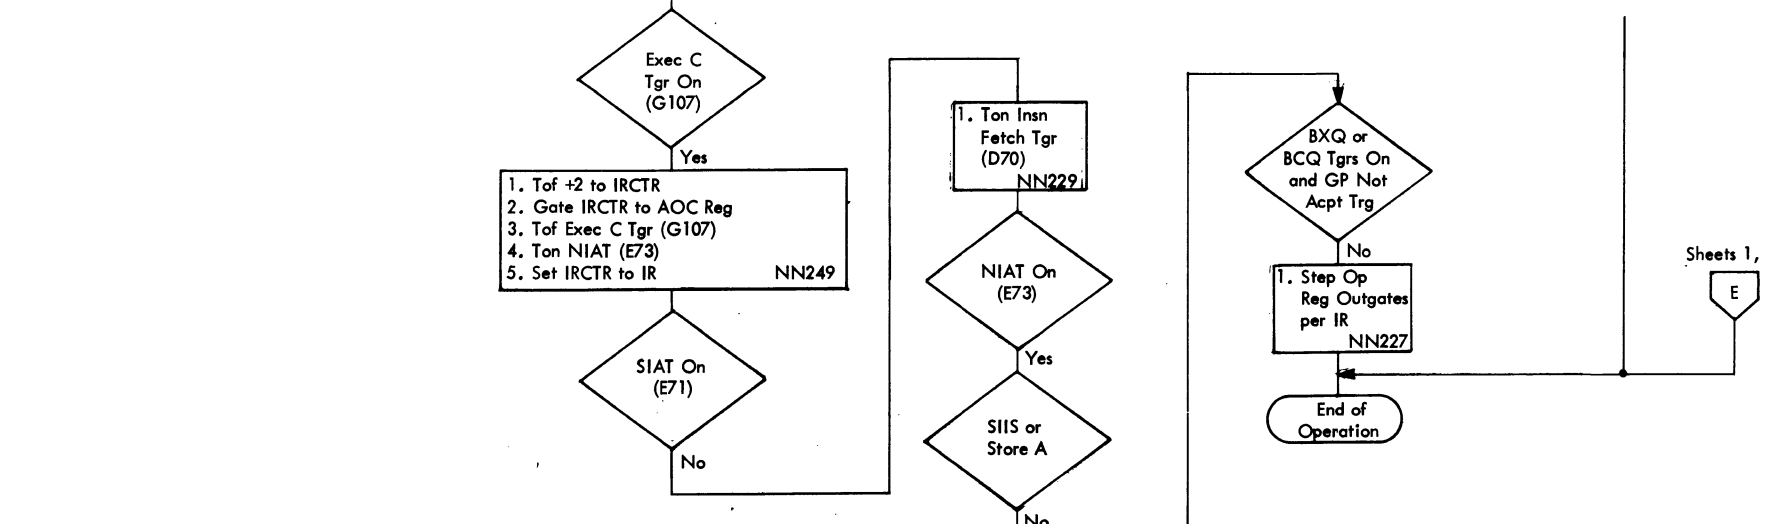 Exec C
Tgr On
(G107)
Yes
1. Tof +2 to IRCTR
2. Gate IRCTR to AOC Reg
3. Tof Exec C Tgr (G107)
4. Ton NIAT (E73)
5. Set IRCTR to IR NN249
SIAT On
(E71)
No
1. Ton Insn
Fetch Tgr
(D70)
NN229
NIAT On
(E73)
Yes
SIIS or
Store A
No
BXQ or
BCQ Tgrs On
and GP Not
Acpt Trg
No
1. Step Op
Reg Outgates
per IR
NN227
End of
Operation
Sheets 1,
E